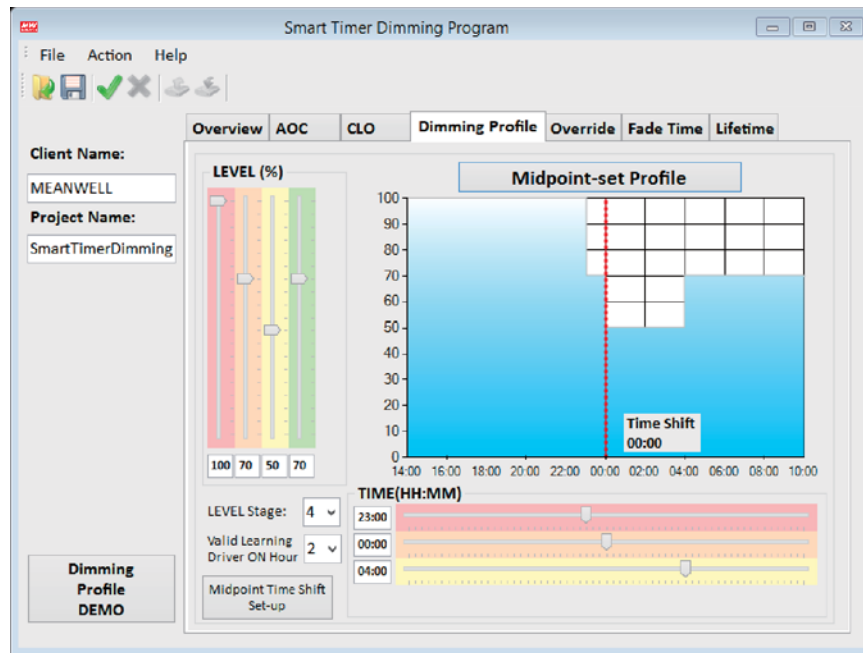 MW
Smart Timer Dimming Program
File Action Help
Overview AOC CLO Dimming Profile Override Fade Time Lifetime
Client Name:
MEANWELL
Project Name:
SmartTimerDimming
Dimming
Profile
DEMO
LEVEL (%)
100 70 50 70
LEVEL Stage: 4
Valid Learning
Driver ON Hour 2
Midpoint Time Shift
Set-up
Midpoint-set Profile
100
90
80
70
60
50
40
30
20
10
0
Time Shift
00:00
14:00 16:00 18:00 20:00 22:00 00:00 02:00 04:00 06:00 08:00 10:00
TIME(HH:MM)
23:00
00:00
04:00